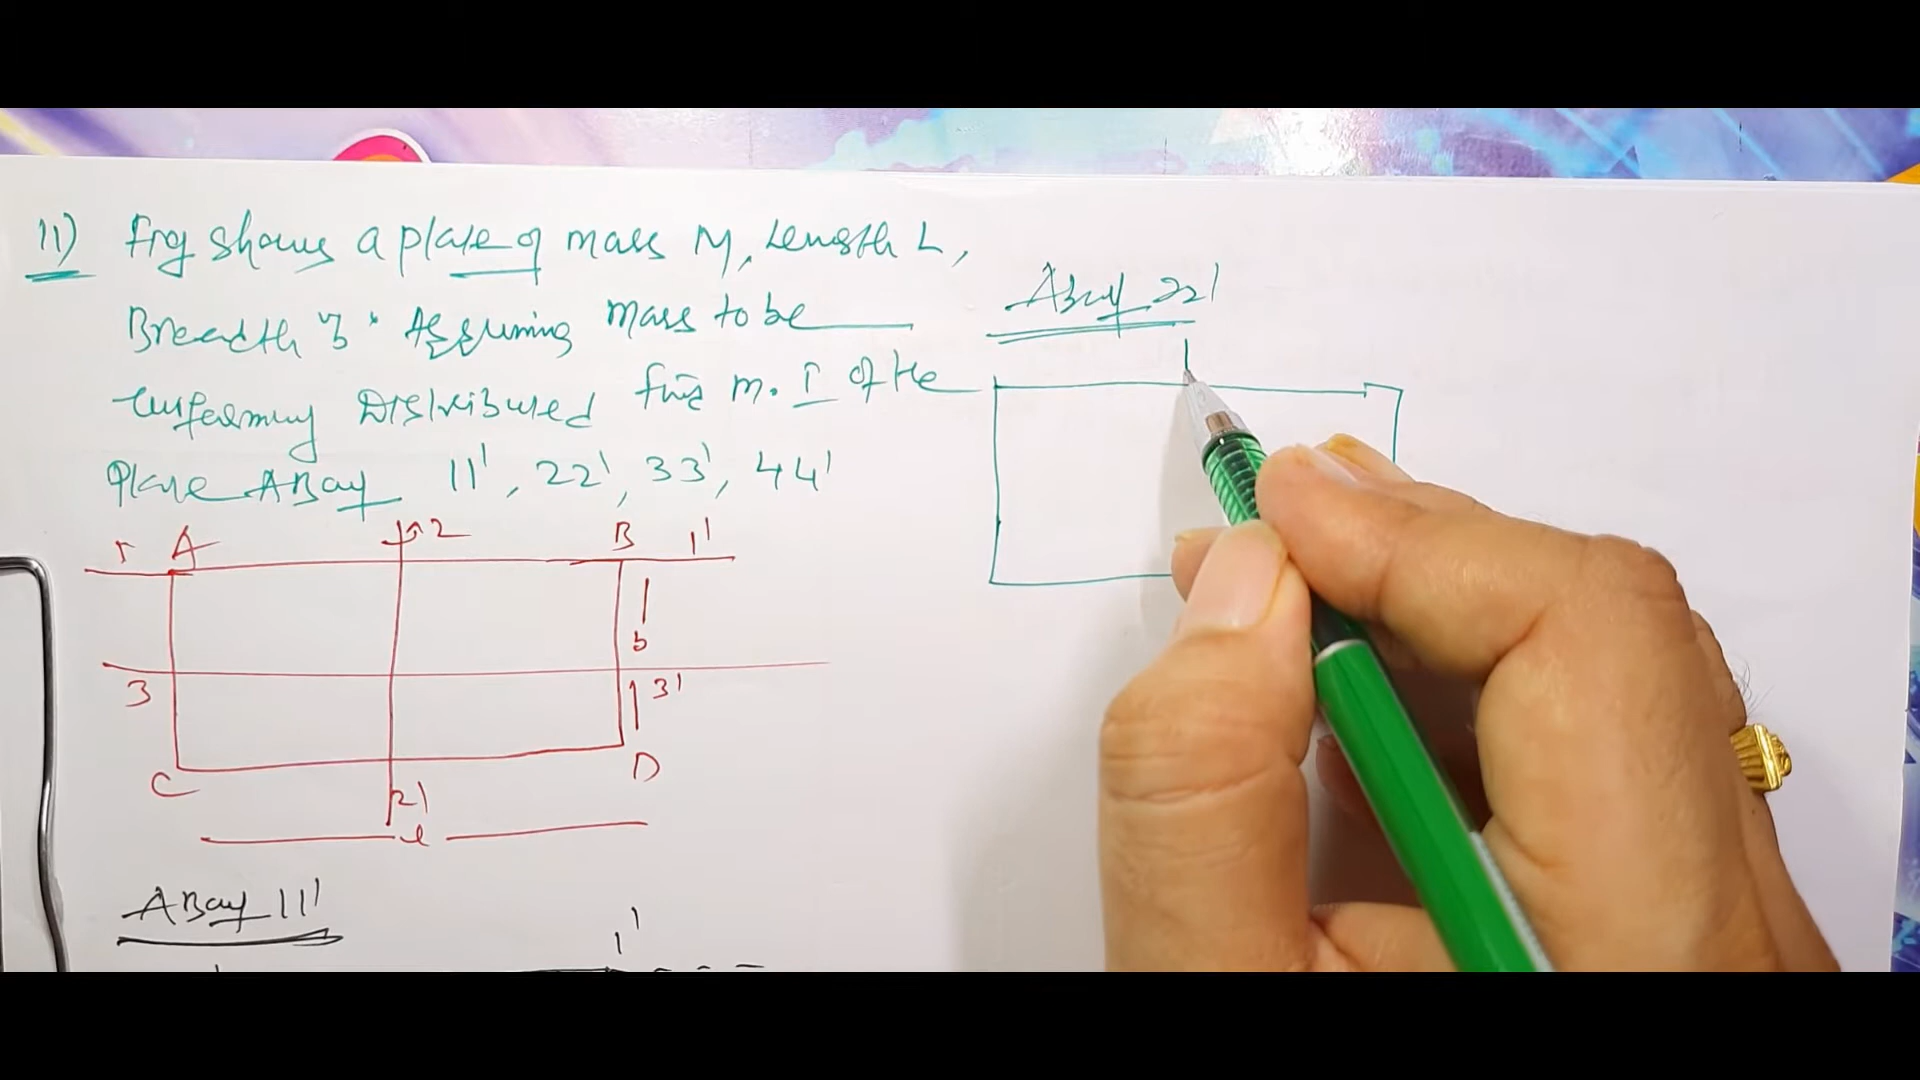 11) Fig shows a plate of mass M, Length L,
Breadth b. Assuming mass to be
uniformly Distributed find m. I of the
Plate About 11', 22', 33', 44'
1 A 2 B 1'
b
3 3'
C 2' D
l
About 11'
1'
About 22'